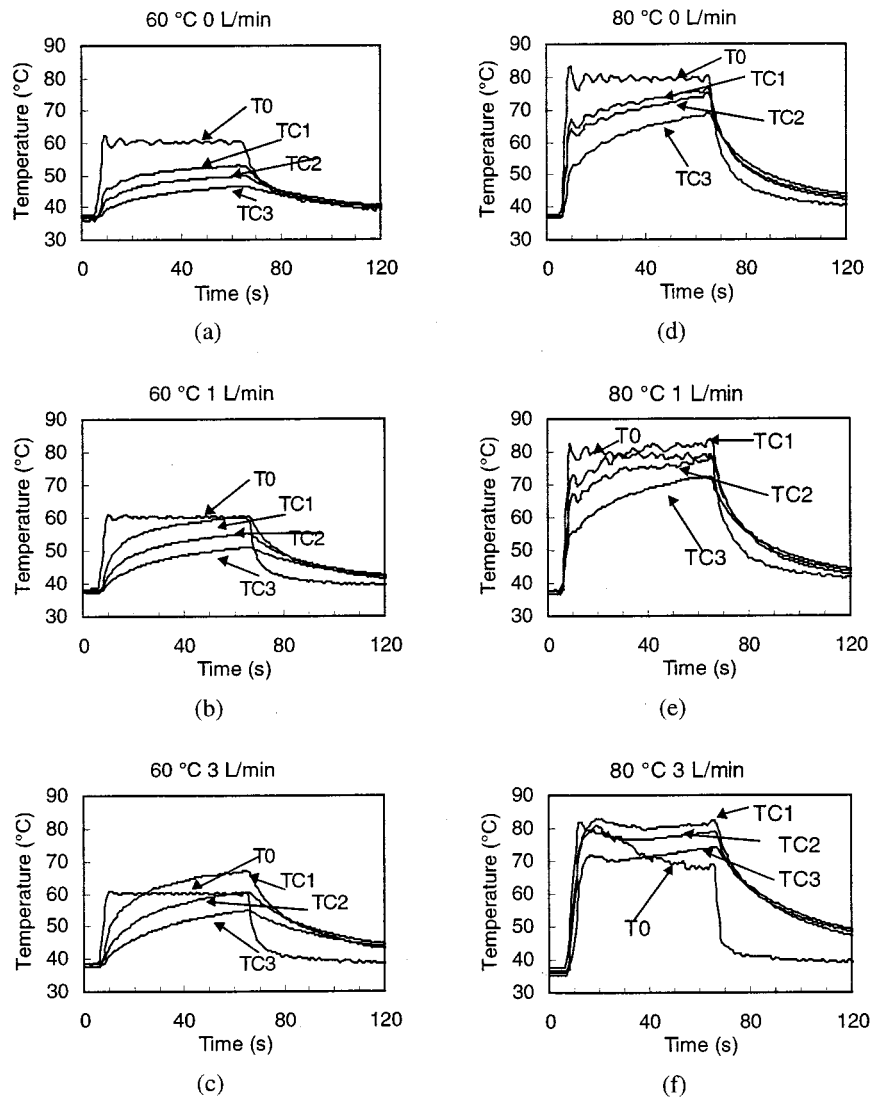 60 °C 0 L/min
Temperature (°C)
90
80
70
60
50
40
30
T0
TC1
TC2
TC3
0 40 80 120
Time (s)
(a)
80 °C 0 L/min
Temperature (°C)
90
80
70
60
50
40
30
T0
TC1
TC2
TC3
0 40 80 120
Time (s)
(d)
60 °C 1 L/min
Temperature (°C)
90
80
70
60
50
40
30
T0
TC1
TC2
TC3
0 40 80 120
Time (s)
(b)
80 °C 1 L/min
Temperature (°C)
90
80
70
60
50
40
30
T0
TC1
TC2
TC3
0 40 80 120
Time (s)
(e)
60 °C 3 L/min
Temperature (°C)
90
80
70
60
50
40
30
T0
TC1
TC2
TC3
0 40 80 120
Time (s)
(c)
80 °C 3 L/min
Temperature (°C)
90
80
70
60
50
40
30
TC1
TC2
TC3
T0
0 40 80 120
Time (s)
(f)